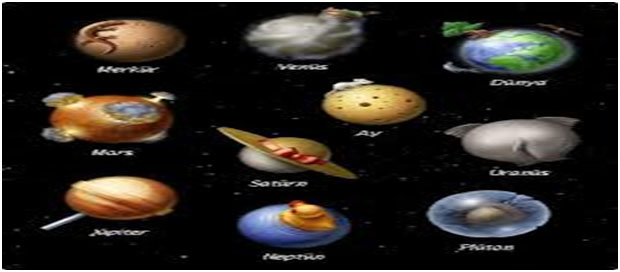 Merkür
Venüs
Dünya
Mars
Ay
Satürn
Uranüs
Jüpiter
Neptün
Plüton